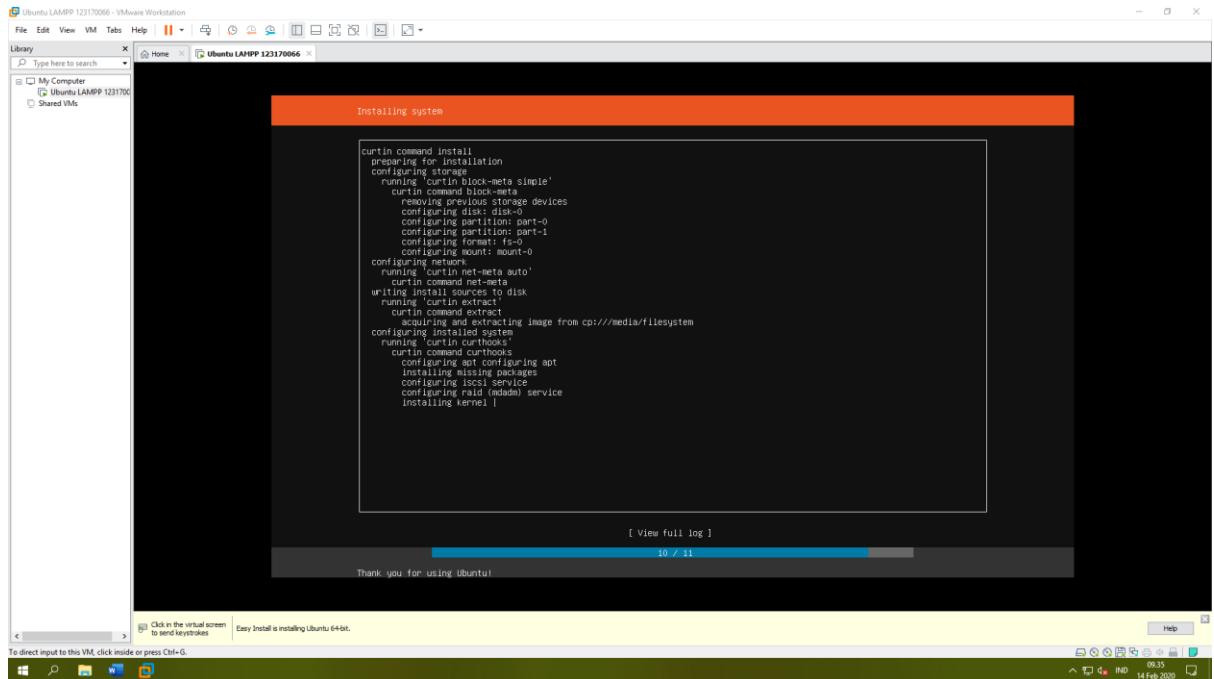 Ubuntu LAMPP 123170066 - VMware Workstation
File Edit View VM Tabs Help
Library
Type here to search
My Computer
Ubuntu LAMPP 1231700
Shared VMs
Home
Ubuntu LAMPP 123170066
Installing system
curtin command install
preparing for installation
configuring storage
running 'curtin block-meta simple'
curtin command block-meta
removing previous storage devices
configuring disk: disk-0
configuring partition: part-0
configuring partition: part-1
configuring format: fs-0
configuring mount: mount-0
configuring network
running 'curtin net-meta auto'
curtin command net-meta
writing install sources to disk
running 'curtin extract'
curtin command extract
acquiring and extracting image from cp:///media/filesystem
configuring installed system
running 'curtin curthooks'
curtin command curthooks
configuring apt configuring apt
installing missing packages
configuring iscsi service
configuring raid (mdadm) service
installing kernel |
[ View full log ]
10 / 11
Thank you for using Ubuntu!
Click in the virtual screen
to send keystrokes
Easy Install is installing Ubuntu 64-bit.
Help
To direct input to this VM, click inside or press Ctrl+G.
IND
09.35
14 Feb 2020